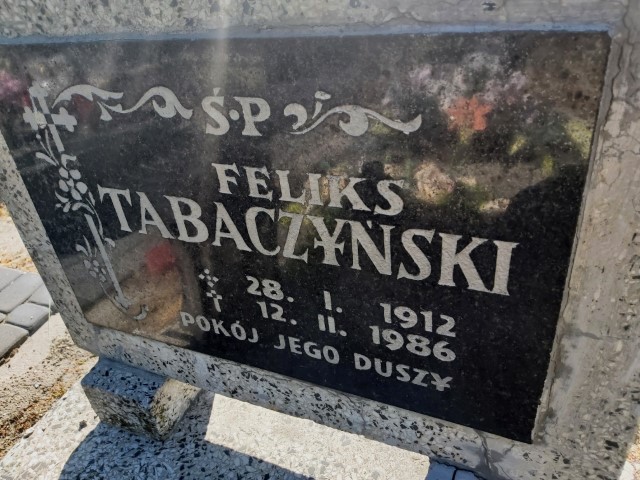 Ś.P
FELIKS
TABACZYŃSKI
28. I. 1912
† 12. II. 1986
POKÓJ JEGO DUSZY